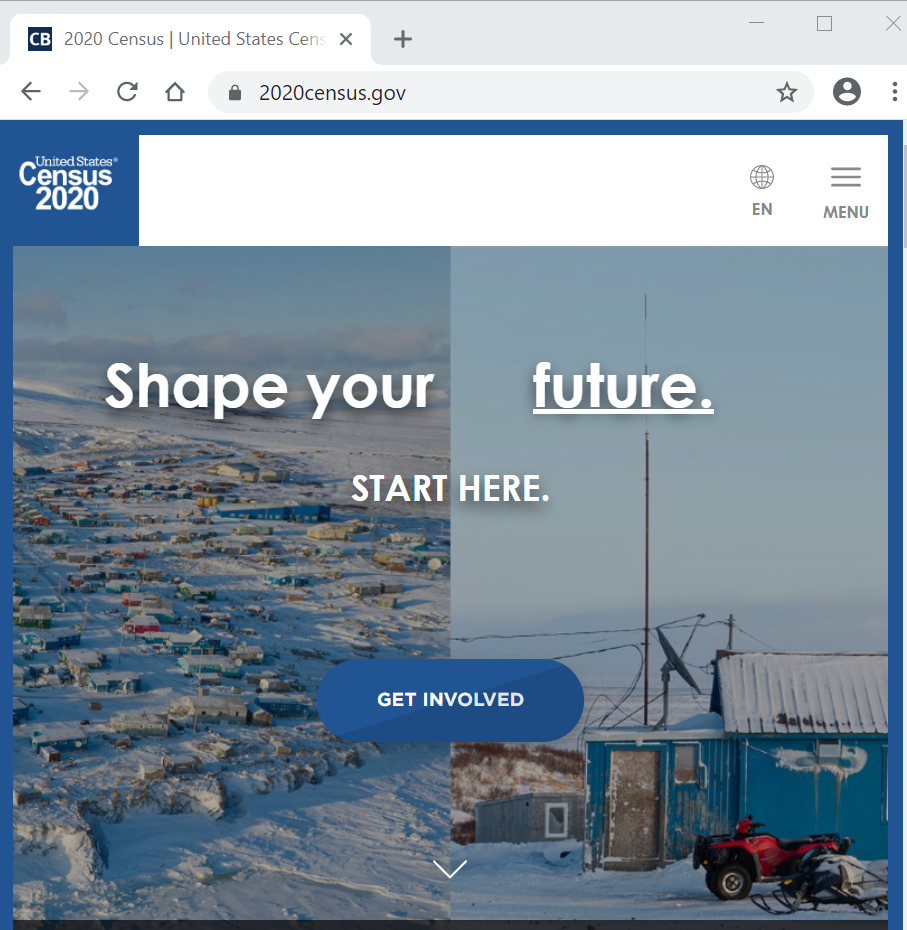 CB 2020 Census | United States Cens
2020census.gov
United States®
Census
2020
EN
MENU
Shape your future.
START HERE.
GET INVOLVED